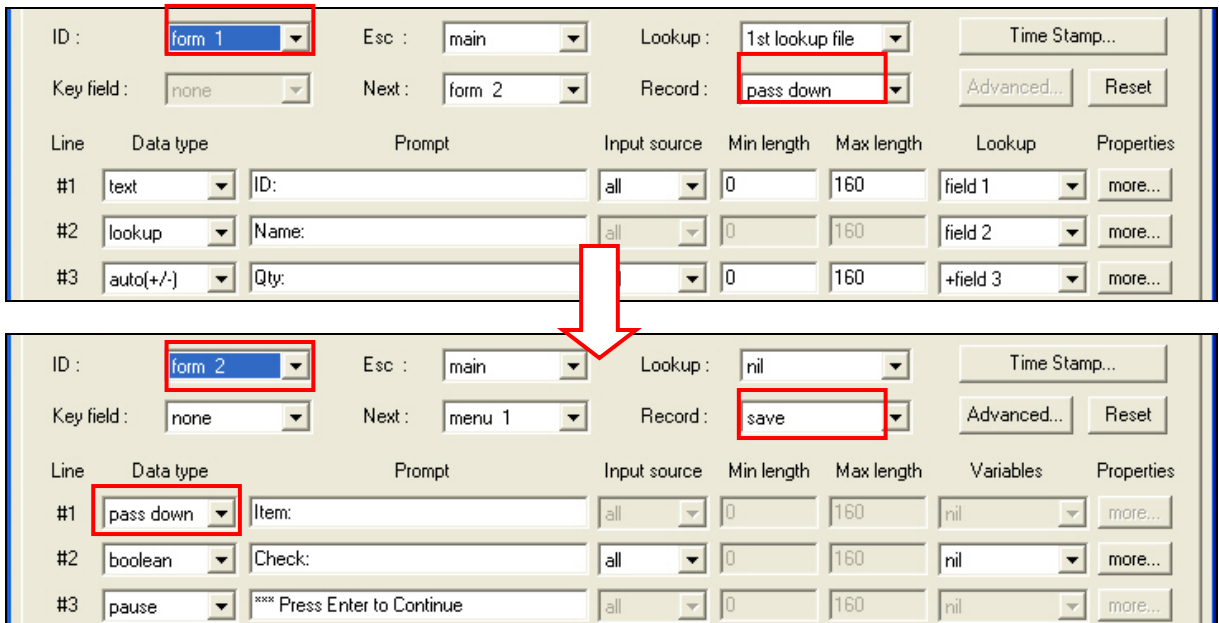 ID : form 1 Esc : main Lookup : 1st lookup file Time Stamp...
Key field : none Next : form 2 Record : pass down Advanced... Reset
Line Data type Prompt Input source Min length Max length Lookup Properties
#1 text ID: all 0 160 field 1 more...
#2 lookup Name: all 0 160 field 2 more...
#3 auto(+/-) Qty: 0 160 +field 3 more...
ID : form 2 Esc : main Lookup : nil Time Stamp...
Key field : none Next : menu 1 Record : save Advanced... Reset
Line Data type Prompt Input source Min length Max length Variables Properties
#1 pass down Item: all 0 160 nil more...
#2 boolean Check: all 0 160 nil more...
#3 pause *** Press Enter to Continue all 0 160 nil more...